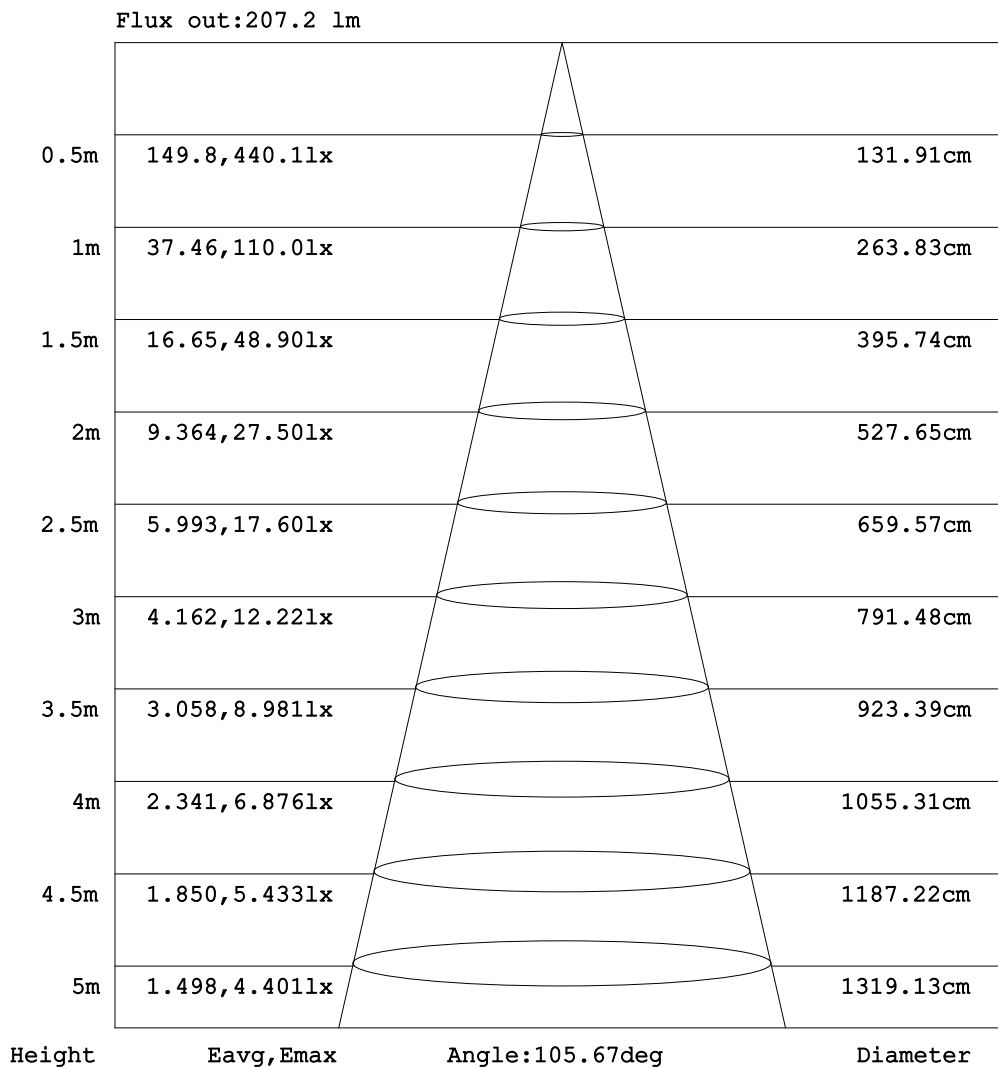 Flux out:207.2 lm
0.5m 149.8,440.1lx 131.91cm
1m 37.46,110.0lx 263.83cm
1.5m 16.65,48.90lx 395.74cm
2m 9.364,27.50lx 527.65cm
2.5m 5.993,17.60lx 659.57cm
3m 4.162,12.22lx 791.48cm
3.5m 3.058,8.981lx 923.39cm
4m 2.341,6.876lx 1055.31cm
4.5m 1.850,5.433lx 1187.22cm
5m 1.498,4.401lx 1319.13cm
Height Eavg,Emax Angle:105.67deg Diameter